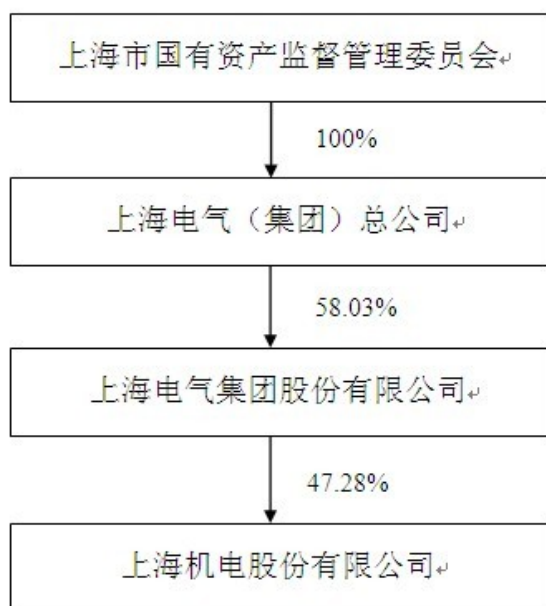 上海市国有资产监督管理委员会
100%
上海电气（集团）总公司
58.03%
上海电气集团股份有限公司
47.28%
上海机电股份有限公司